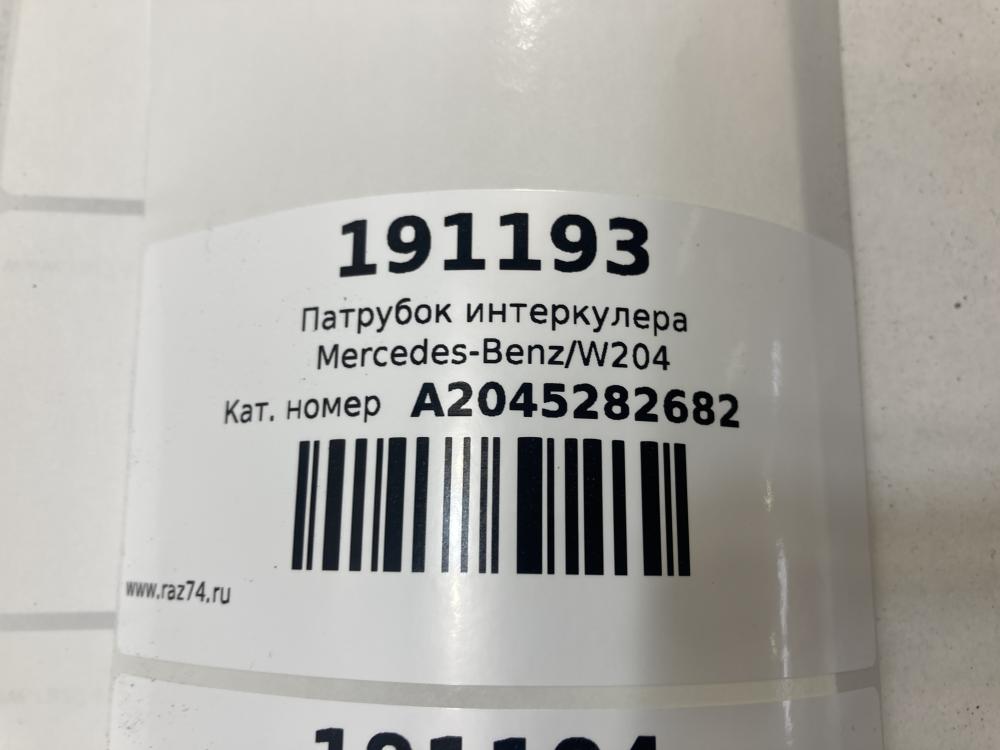 191193
Патрубок интеркулера
Mercedes-Benz/W204
Кат. номер A2045282682
www.raz74.ru